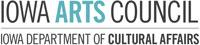 IOWA ARTS COUNCIL
IOWA DEPARTMENT OF CULTURAL AFFAIRS